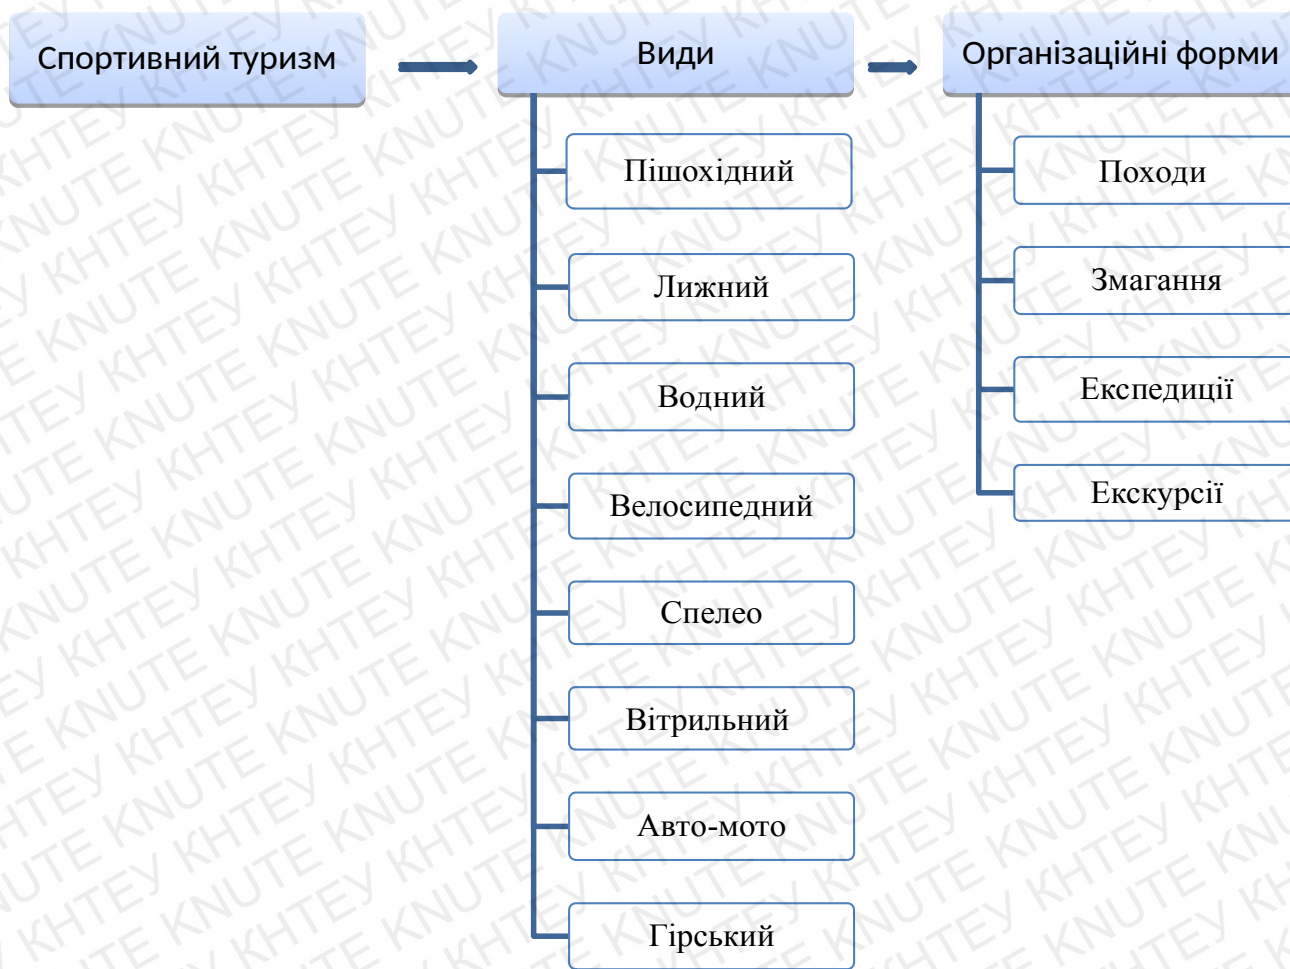 Спортивний туризм
Види
Організаційні форми
Пішохідний
Лижний
Водний
Велосипедний
Спелео
Вітрильний
Авто-мото
Гірський
Походи
Змагання
Експедиції
Екскурсії